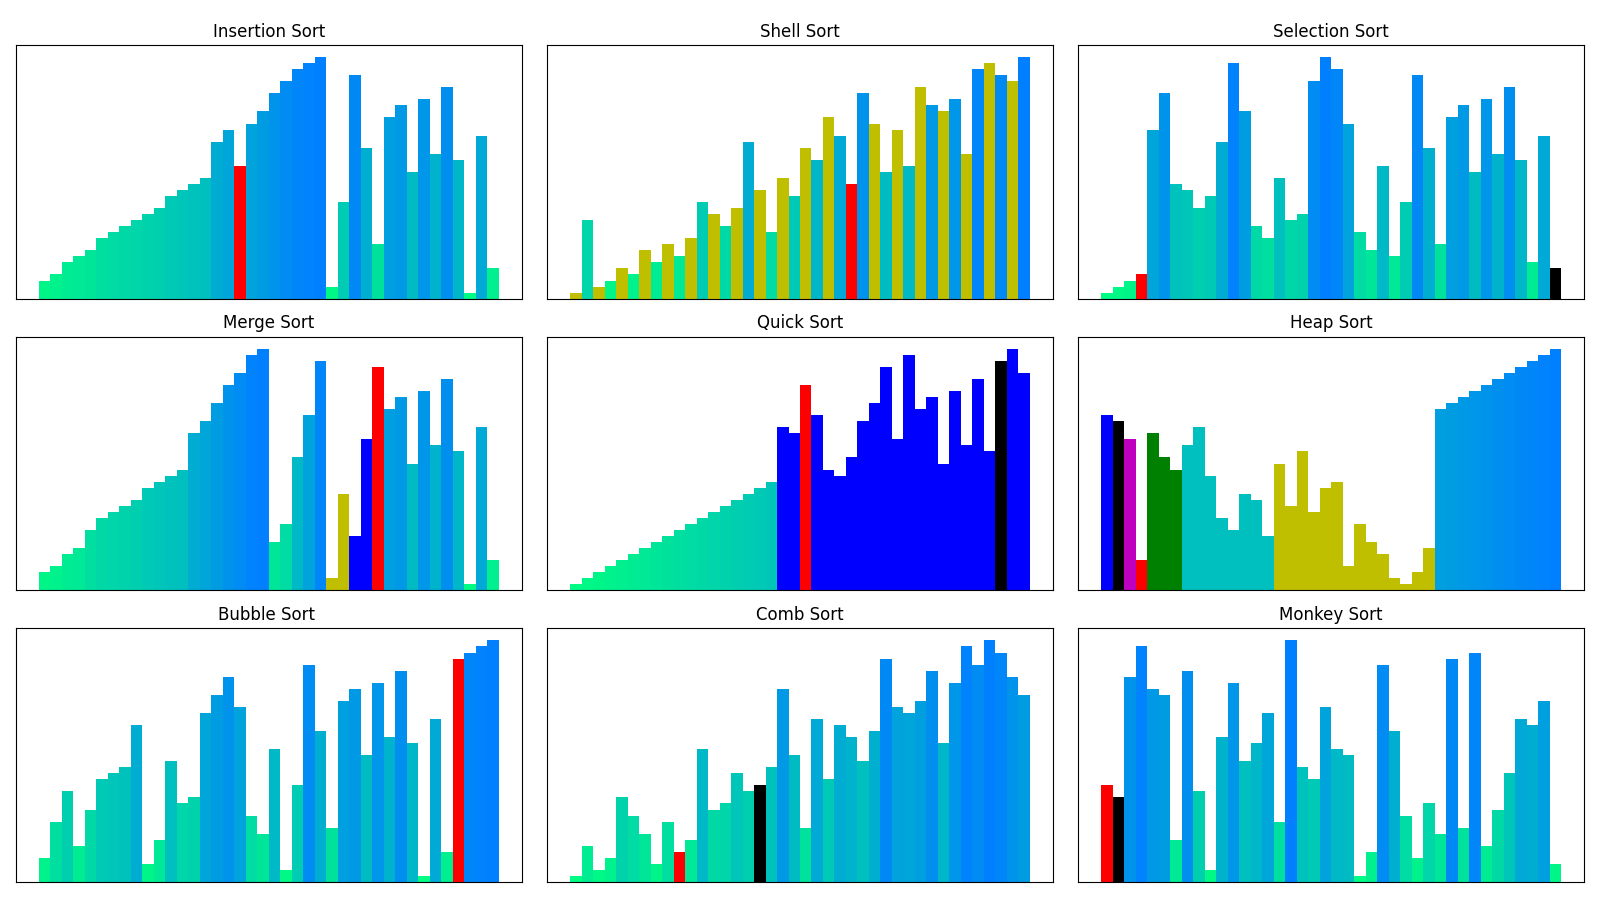 Insertion Sort
Shell Sort
Selection Sort
Merge Sort
Quick Sort
Heap Sort
Bubble Sort
Comb Sort
Monkey Sort